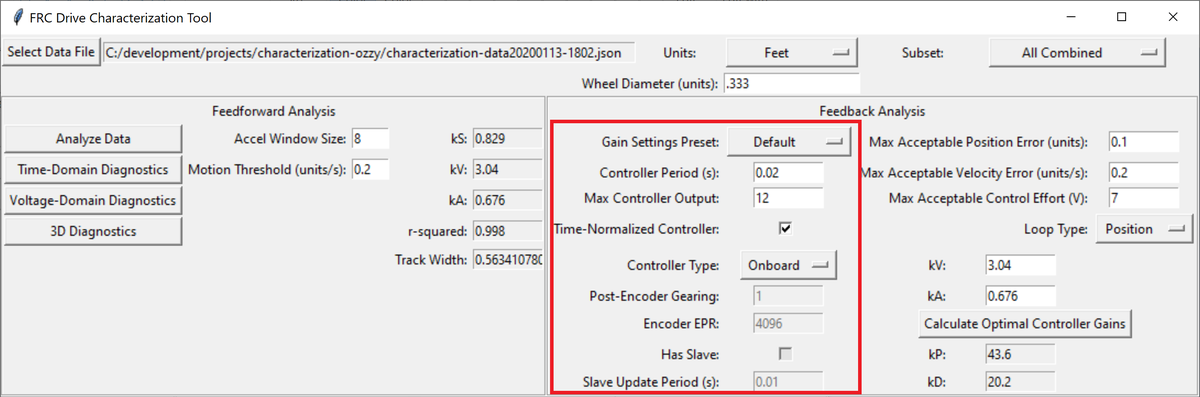 FRC Drive Characterization Tool
Select Data File C:/development/projects/characterization-ozzy/characterization-data20200113-1802.json Units: Feet Subset: All Combined
Wheel Diameter (units): .333
Feedforward Analysis
Analyze Data Accel Window Size: 8 kS: 0.829
Time-Domain Diagnostics Motion Threshold (units/s): 0.2 kV: 3.04
Voltage-Domain Diagnostics kA: 0.676
3D Diagnostics r-squared: 0.998
Track Width: 0.563410780
Feedback Analysis
Gain Settings Preset: Default Max Acceptable Position Error (units): 0.1
Controller Period (s): 0.02 Max Acceptable Velocity Error (units/s): 0.2
Max Controller Output: 12 Max Acceptable Control Effort (V): 7
Time-Normalized Controller: Loop Type: Position
Controller Type: Onboard kV: 3.04
Post-Encoder Gearing: 1 kA: 0.676
Encoder EPR: 4096 Calculate Optimal Controller Gains
Has Slave: kP: 43.6
Slave Update Period (s): 0.01 kD: 20.2